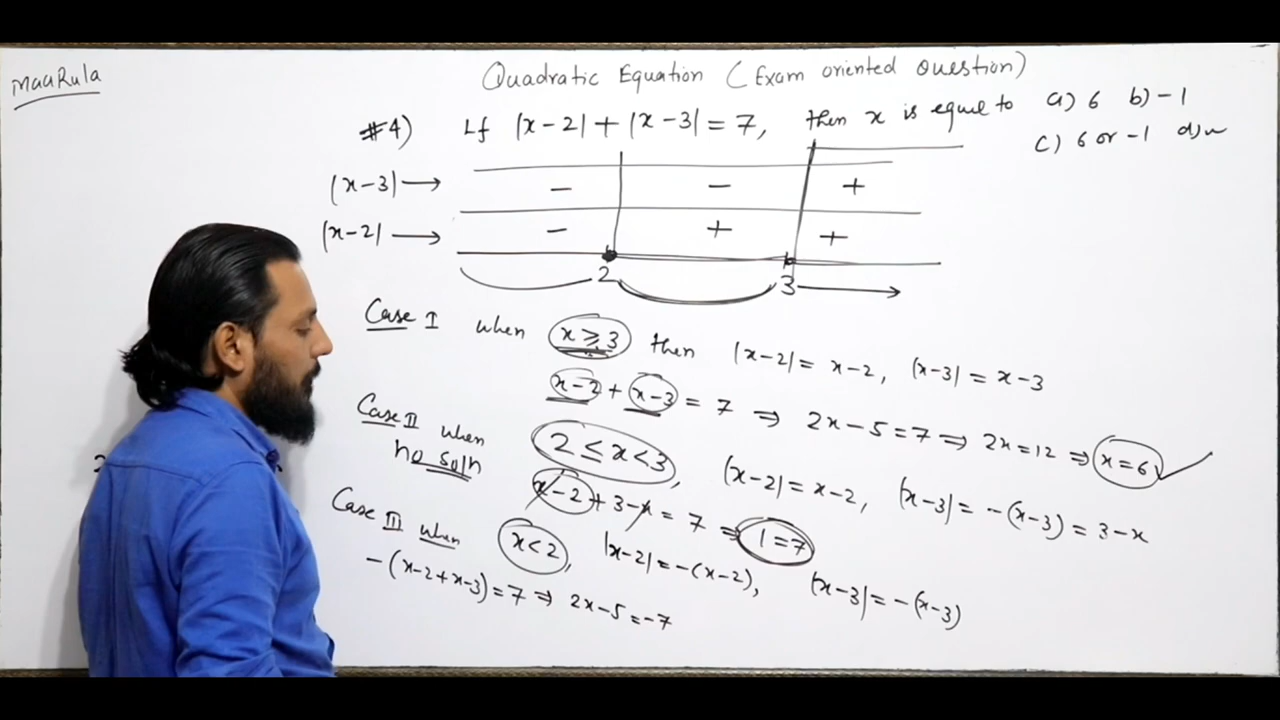 MaaRula
Quadratic Equation (Exam oriented Question)
#4) If |x-2| + |x-3| = 7, then x is equal to a) 6 b) -1
c) 6 or -1 d)
|x-3| → - - +
|x-2| → - + +
2 3
Case I when x ≥ 3 then |x-2| = x-2, |x-3| = x-3
x-2 + x-3 = 7 ⇒ 2x-5 = 7 ⇒ 2x = 12 ⇒ x = 6 ✓
Case II when 2 ≤ x < 3, |x-2| = x-2, |x-3| = -(x-3) = 3-x
no soln x-2 + 3-x = 7 ⇒ 1 = 7
Case III when x < 2, |x-2| = -(x-2), |x-3| = -(x-3)
-(x-2+x-3) = 7 ⇒ 2x-5 = -7